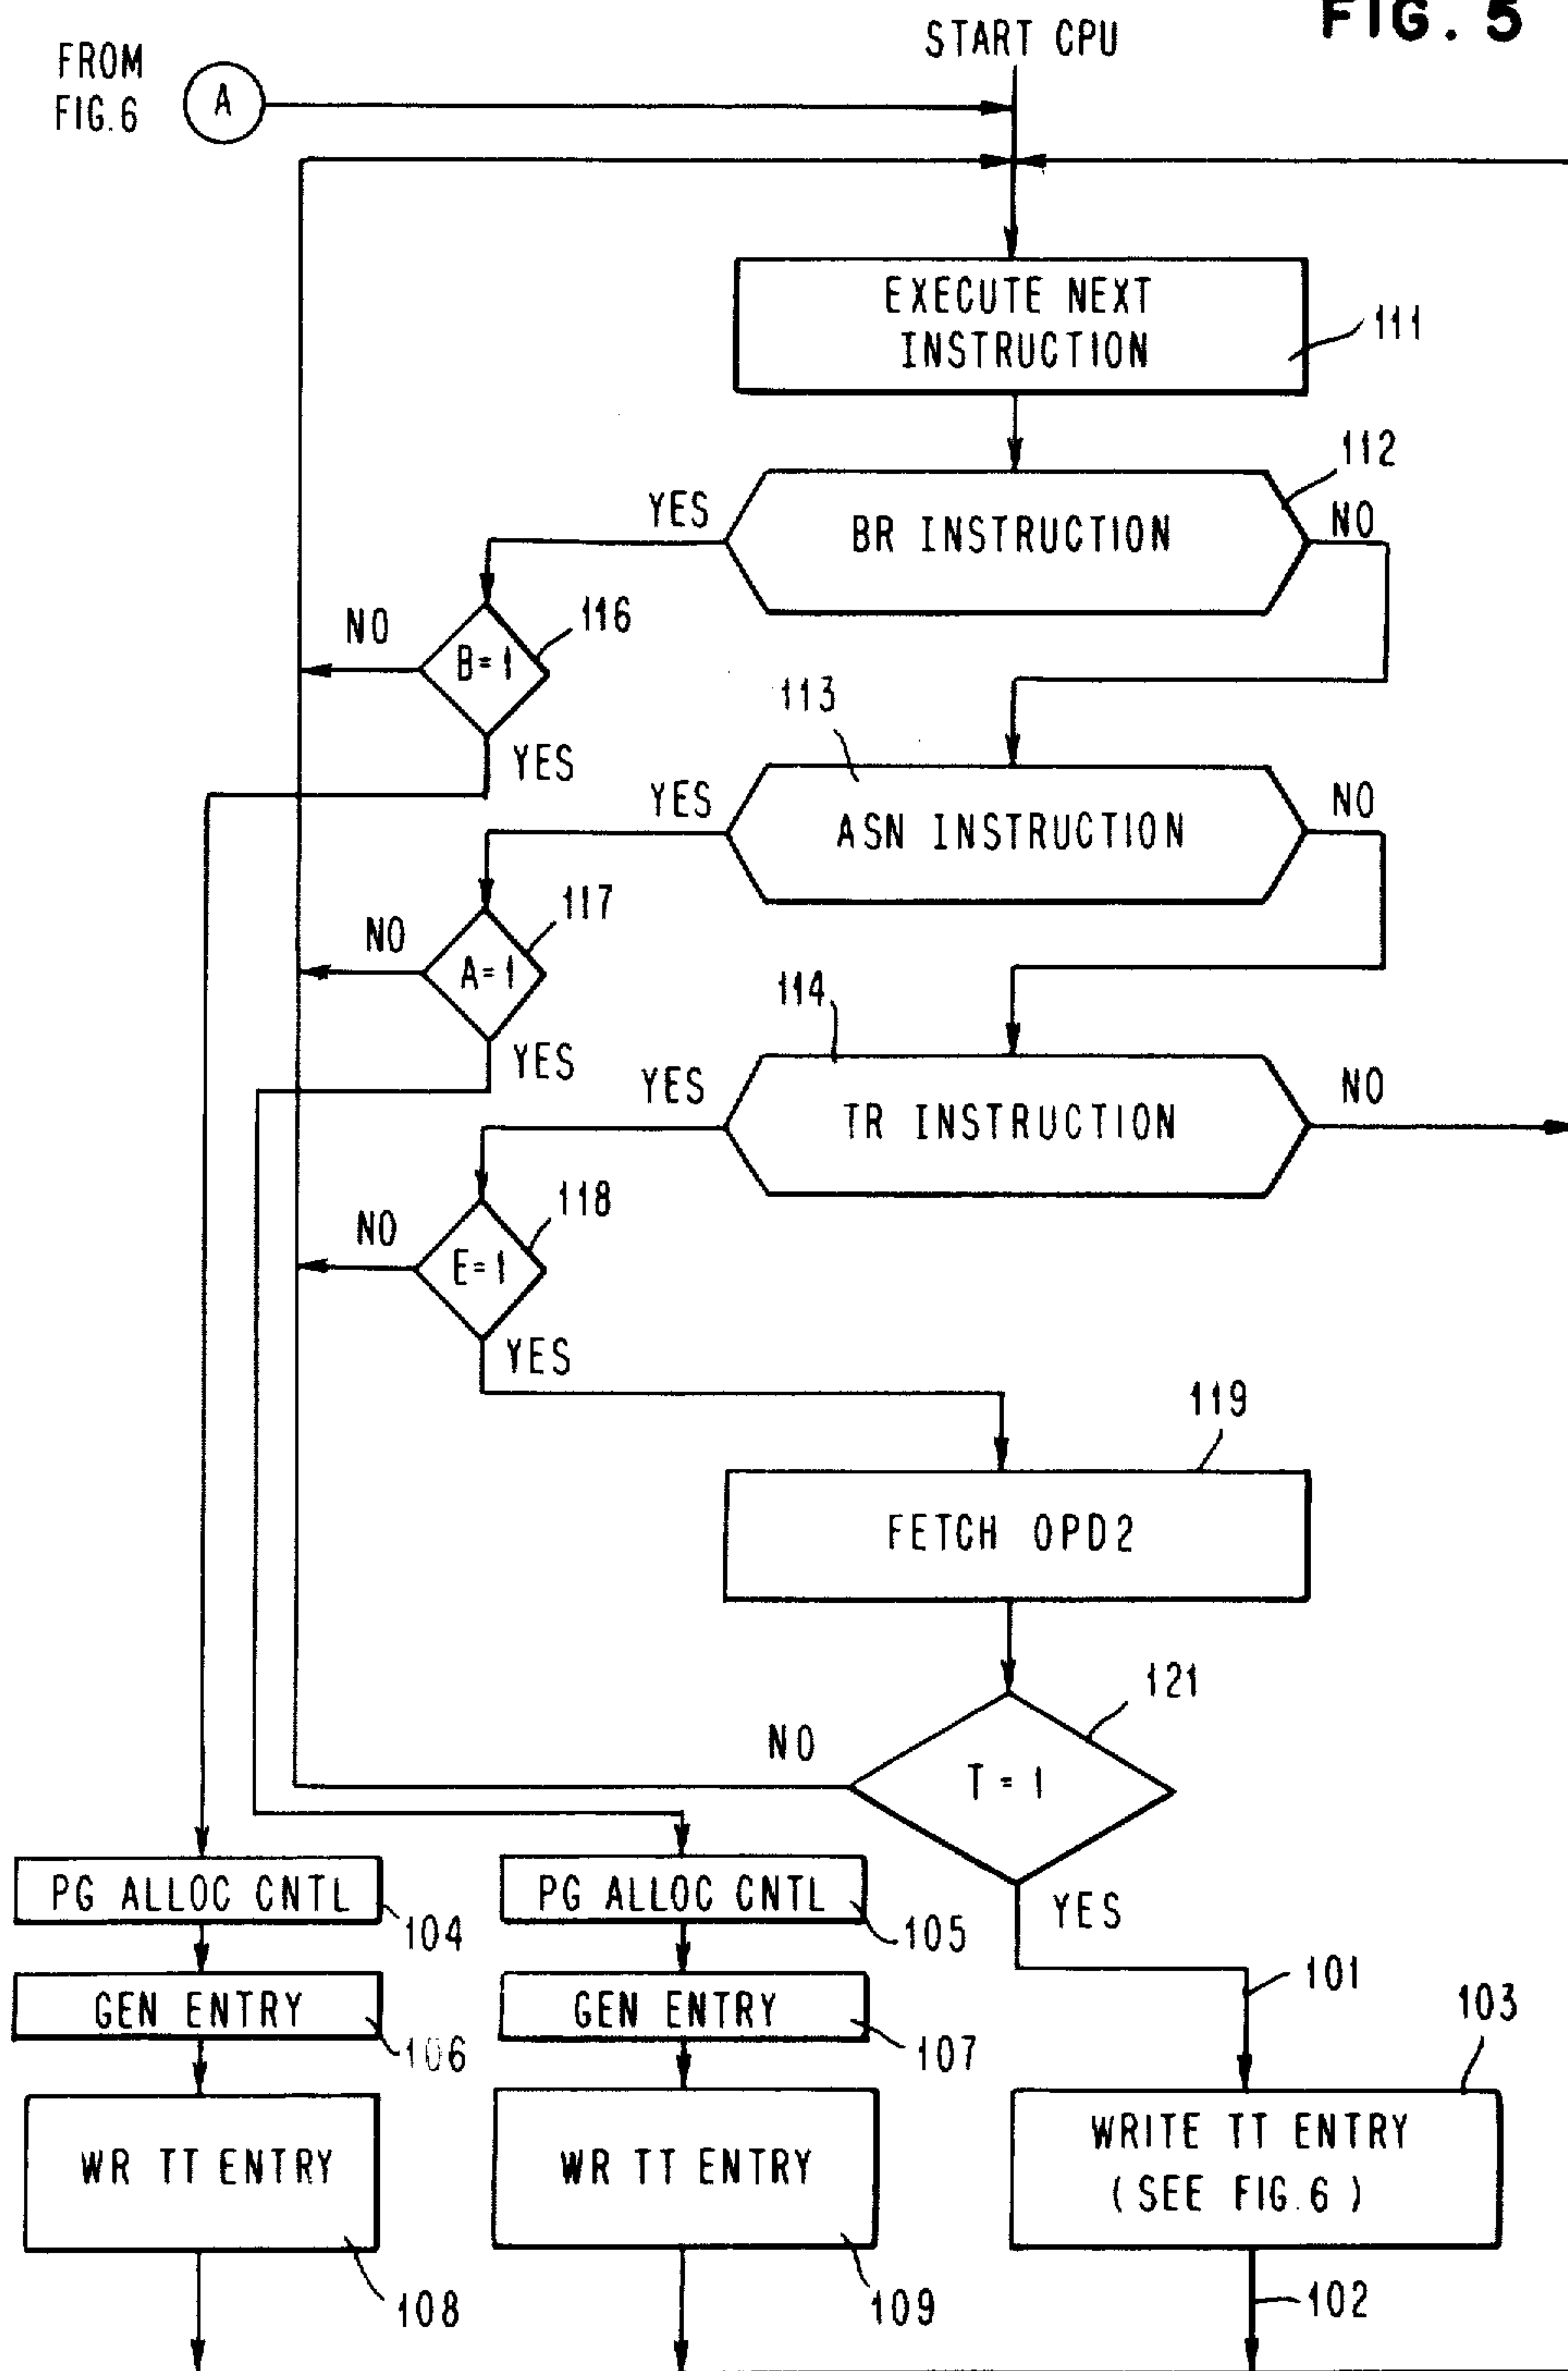 FIG. 5
START CPU
FROM
FIG. 6
A
EXECUTE NEXT
INSTRUCTION
111
112
YES
BR INSTRUCTION
NO
116
NO
B=1
113
YES
YES
ASN INSTRUCTION
NO
117
NO
A=1
114
YES
YES
TR INSTRUCTION
NO
118
NO
E=1
YES
119
FETCH OPD2
121
NO
T = 1
PG ALLOC CNTL
104
PG ALLOC CNTL
105
YES
101
103
GEN ENTRY
106
GEN ENTRY
107
WR TT ENTRY
WR TT ENTRY
WRITE TT ENTRY
(SEE FIG. 6)
108
109
102